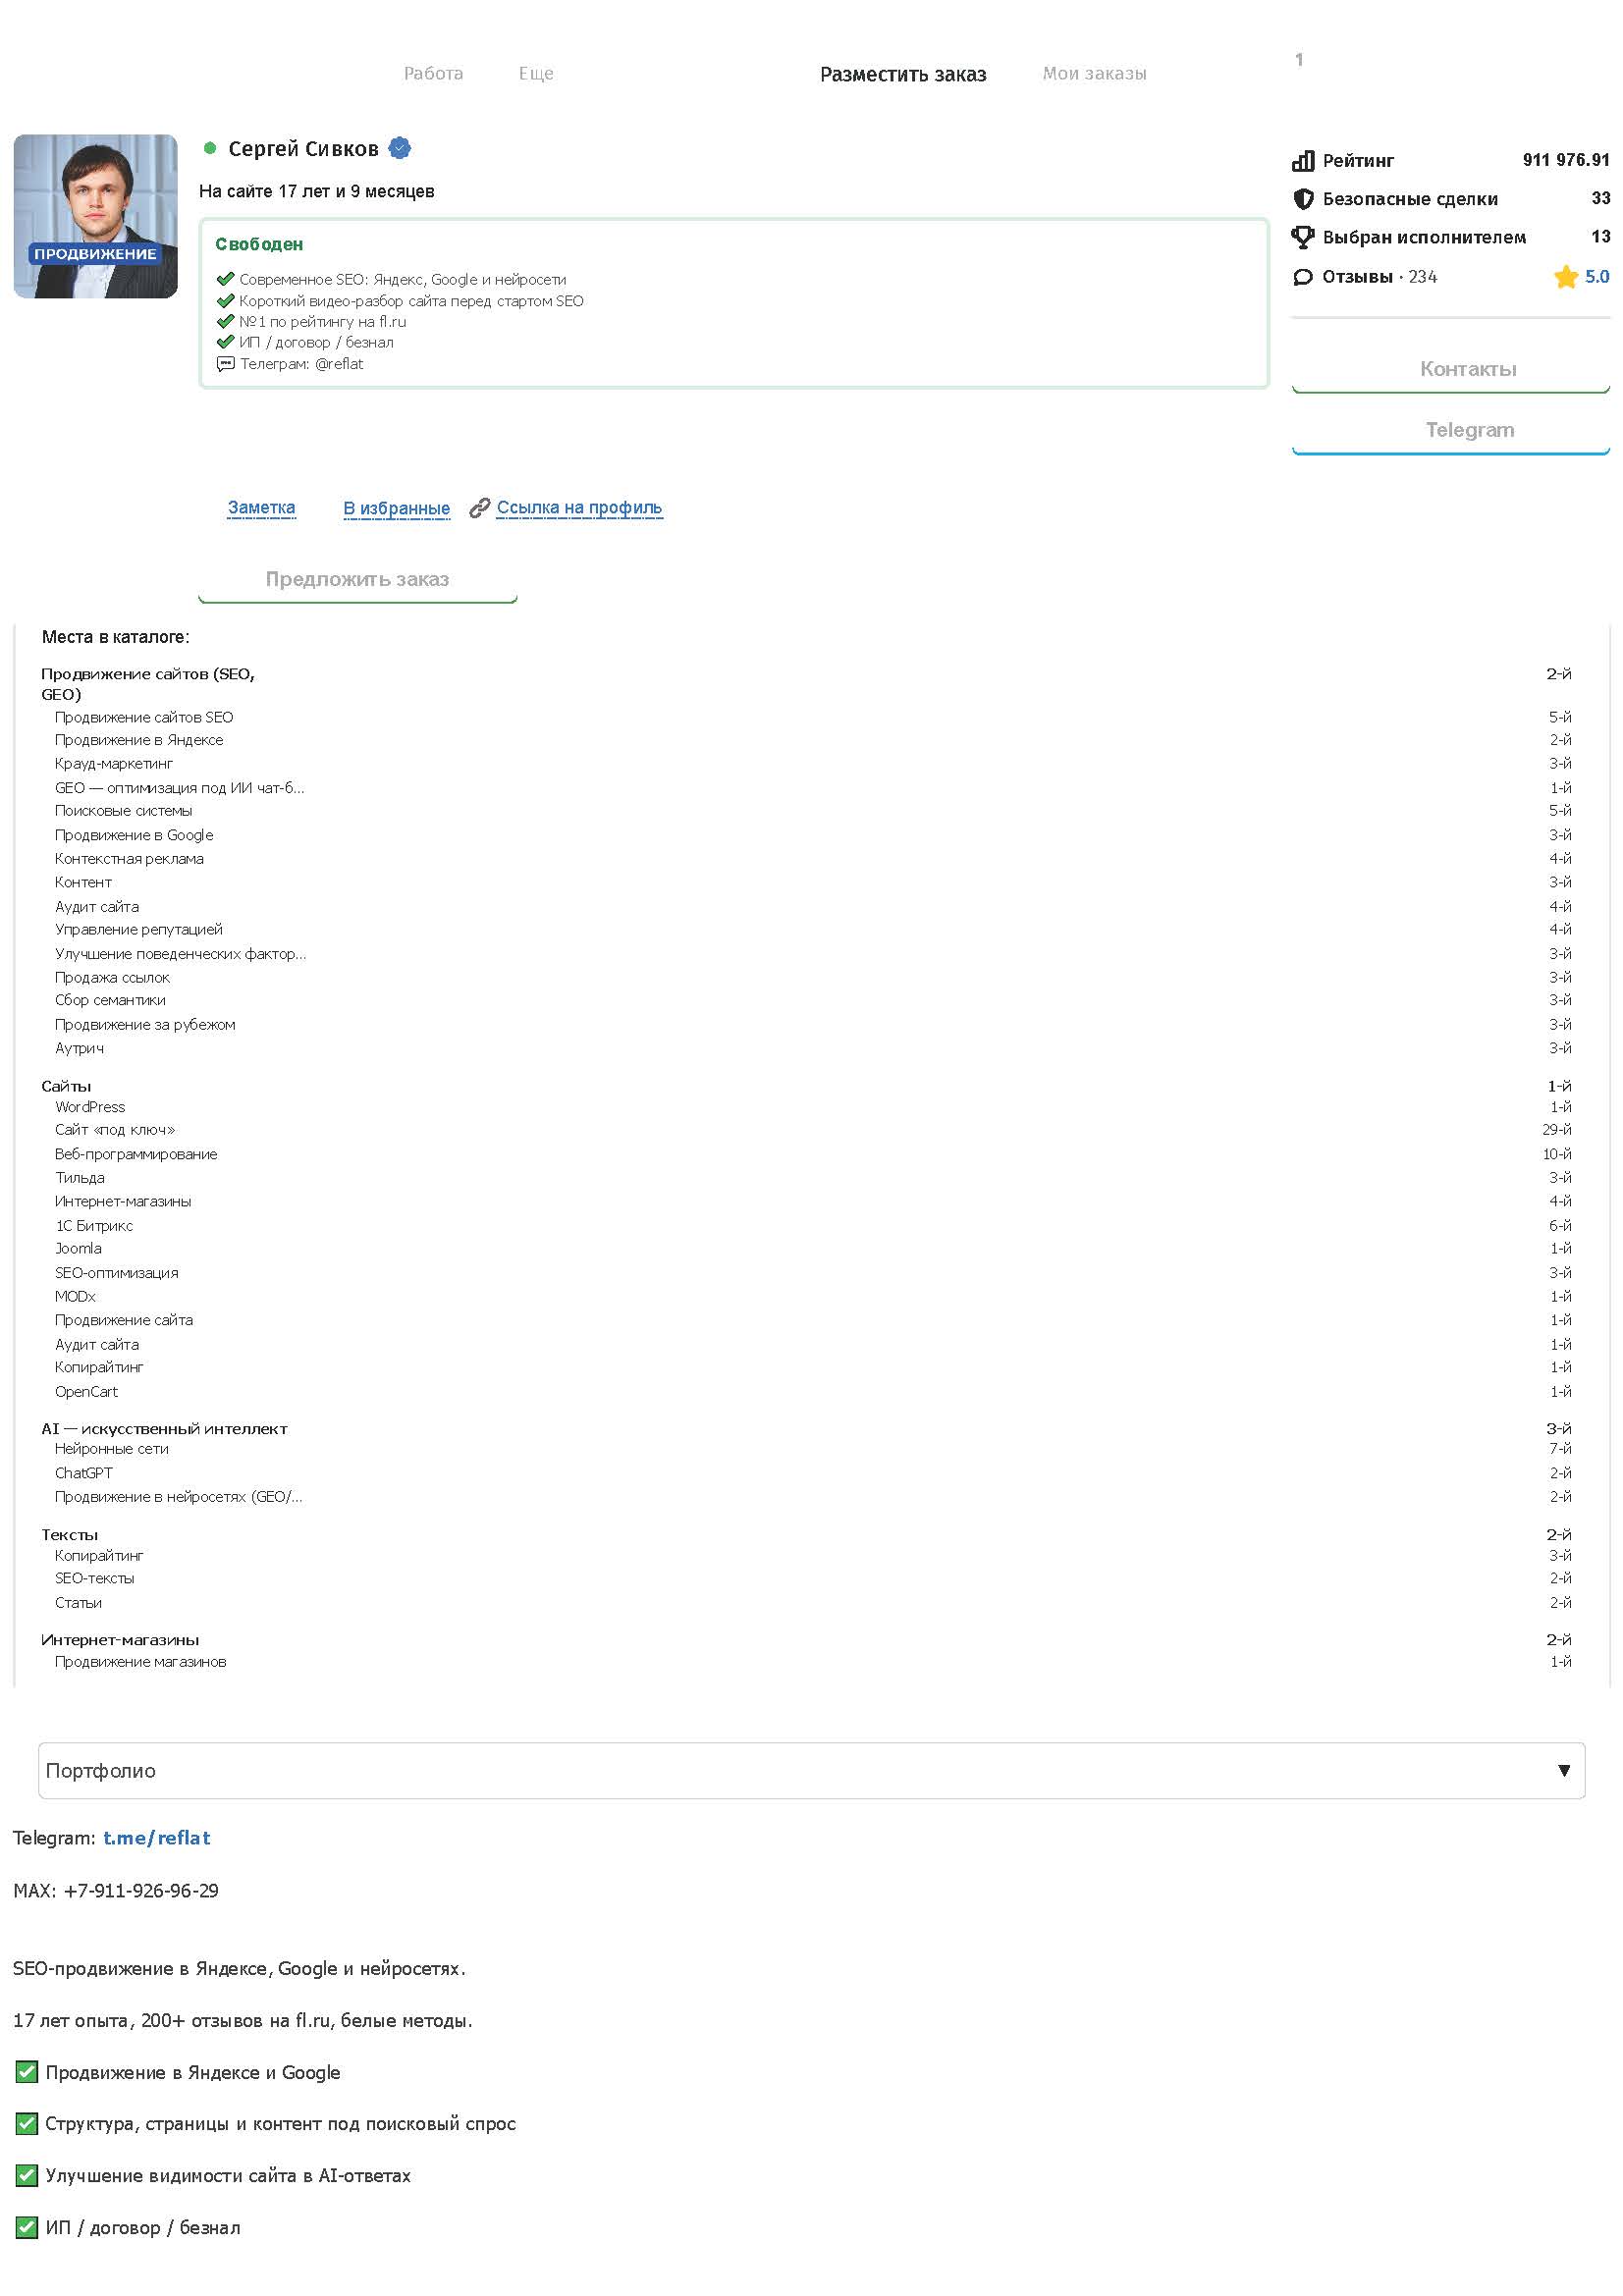 Работа
Еще
Разместить заказ
Мои заказы
1
ПРОДВИЖЕНИЕ
Сергей Сивков
На сайте 17 лет и 9 месяцев
Свободен
Современное SEO: Яндекс, Google и нейросети
Короткий видео-разбор сайта перед стартом SEO
№1 по рейтингу на fl.ru
ИП / договор / безнал
Телеграм: @reflat
Рейтинг 911 976.91
Безопасные сделки 33
Выбран исполнителем 13
Отзывы · 234 5.0
Контакты
Telegram
Заметка
В избранные
Ссылка на профиль
Предложить заказ
Места в каталоге:
Продвижение сайтов (SEO, 2-й
GEO)
Продвижение сайтов SEO 5-й
Продвижение в Яндексе 2-й
Крауд-маркетинг 3-й
GEO — оптимизация под ИИ чат-б... 1-й
Поисковые системы 5-й
Продвижение в Google 3-й
Контекстная реклама 4-й
Контент 3-й
Аудит сайта 4-й
Управление репутацией 4-й
Улучшение поведенческих фактор... 3-й
Продажа ссылок 3-й
Сбор семантики 3-й
Продвижение за рубежом 3-й
Аутрич 3-й
Сайты 1-й
WordPress 1-й
Сайт «под ключ» 29-й
Веб-программирование 10-й
Тильда 3-й
Интернет-магазины 4-й
1С Битрикс 6-й
Joomla 1-й
SEO-оптимизация 3-й
MODx 1-й
Продвижение сайта 1-й
Аудит сайта 1-й
Копирайтинг 1-й
OpenCart 1-й
AI — искусственный интеллект 3-й
Нейронные сети 7-й
ChatGPT 2-й
Продвижение в нейросетях (GEO/... 2-й
Тексты 2-й
Копирайтинг 3-й
SEO-тексты 2-й
Статьи 2-й
Интернет-магазины 2-й
Продвижение магазинов 1-й
Портфолио
Telegram: t.me/reflat
MAX: +7-911-926-96-29
SEO-продвижение в Яндексе, Google и нейросетях.
17 лет опыта, 200+ отзывов на fl.ru, белые методы.
Продвижение в Яндексе и Google
Структура, страницы и контент под поисковый спрос
Улучшение видимости сайта в AI-ответах
ИП / договор / безнал